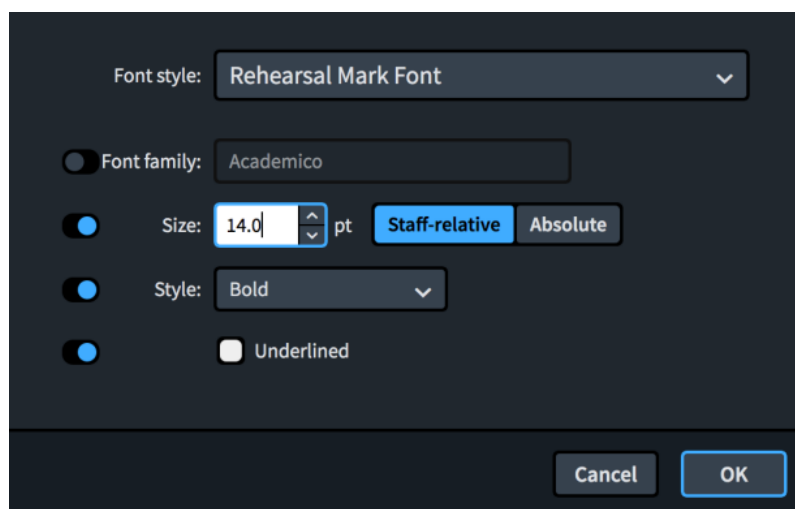 Font style: Rehearsal Mark Font
Font family: Academico
Size: 14.0 pt Staff-relative Absolute
Style: Bold
Underlined
Cancel OK